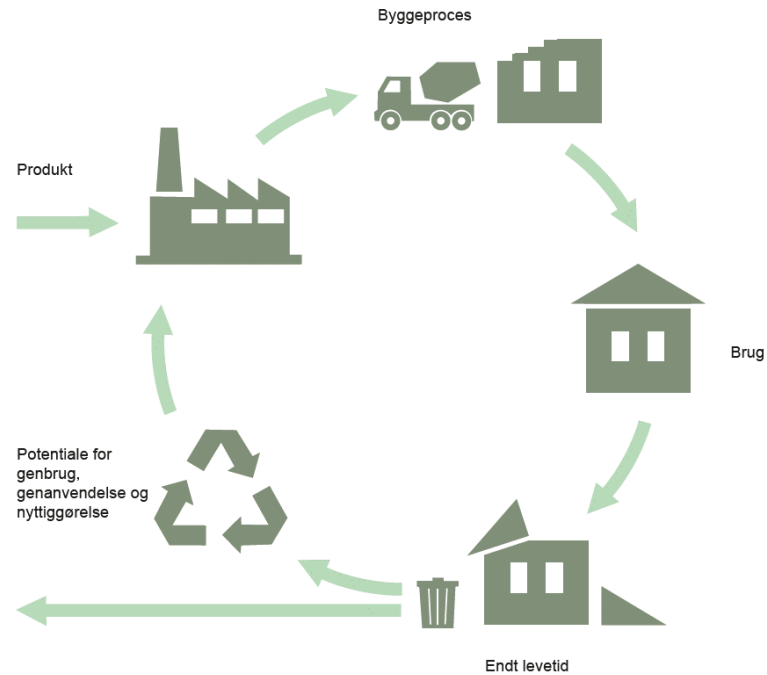 Byggeproces
Produkt
Brug
Potentiale for
genbrug,
genanvendelse og
nyttiggørelse
Endt levetid